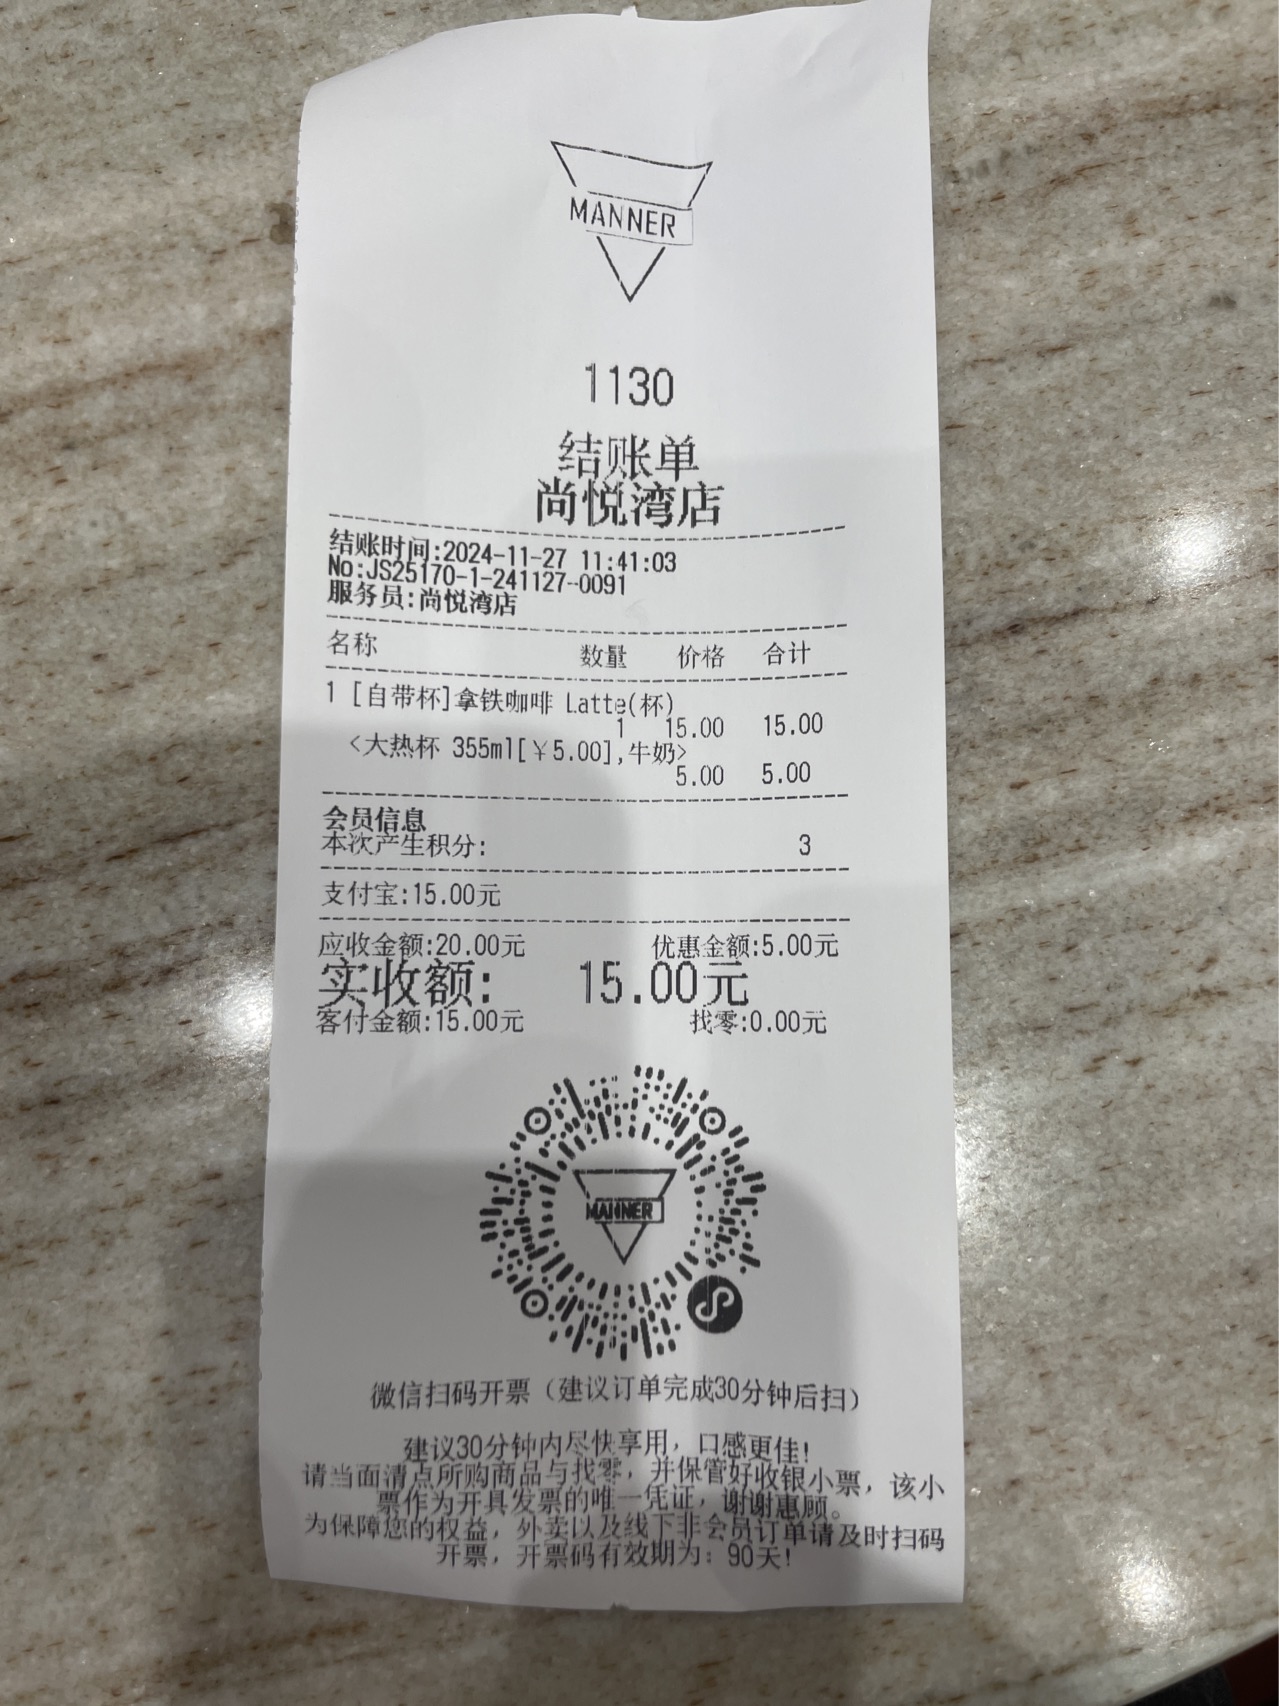 MANNER
1130
结账单
尚悦湾店
结账时间:2024-11-27 11:41:03
No:JS25170-1-241127-0091
服务员:尚悦湾店
名称 数量 价格 合计
1 [自带杯]拿铁咖啡 Latte(杯)
1 15.00 15.00
<大热杯 355ml[￥5.00],牛奶>
5.00 5.00
会员信息
本次产生积分: 3
支付宝:15.00元
应收金额:20.00元 优惠金额:5.00元
实收额: 15.00元
客付金额:15.00元 找零:0.00元
MANNER
微信扫码开票（建议订单完成30分钟后扫）
建议30分钟内尽快享用，口感更佳!
请当面清点所购商品与找零，并保管好收银小票，该小
票作为开具发票的唯一凭证，谢谢惠顾。
为保障您的权益，外卖以及线下非会员订单请及时扫码
开票，开票码有效期为：90天!